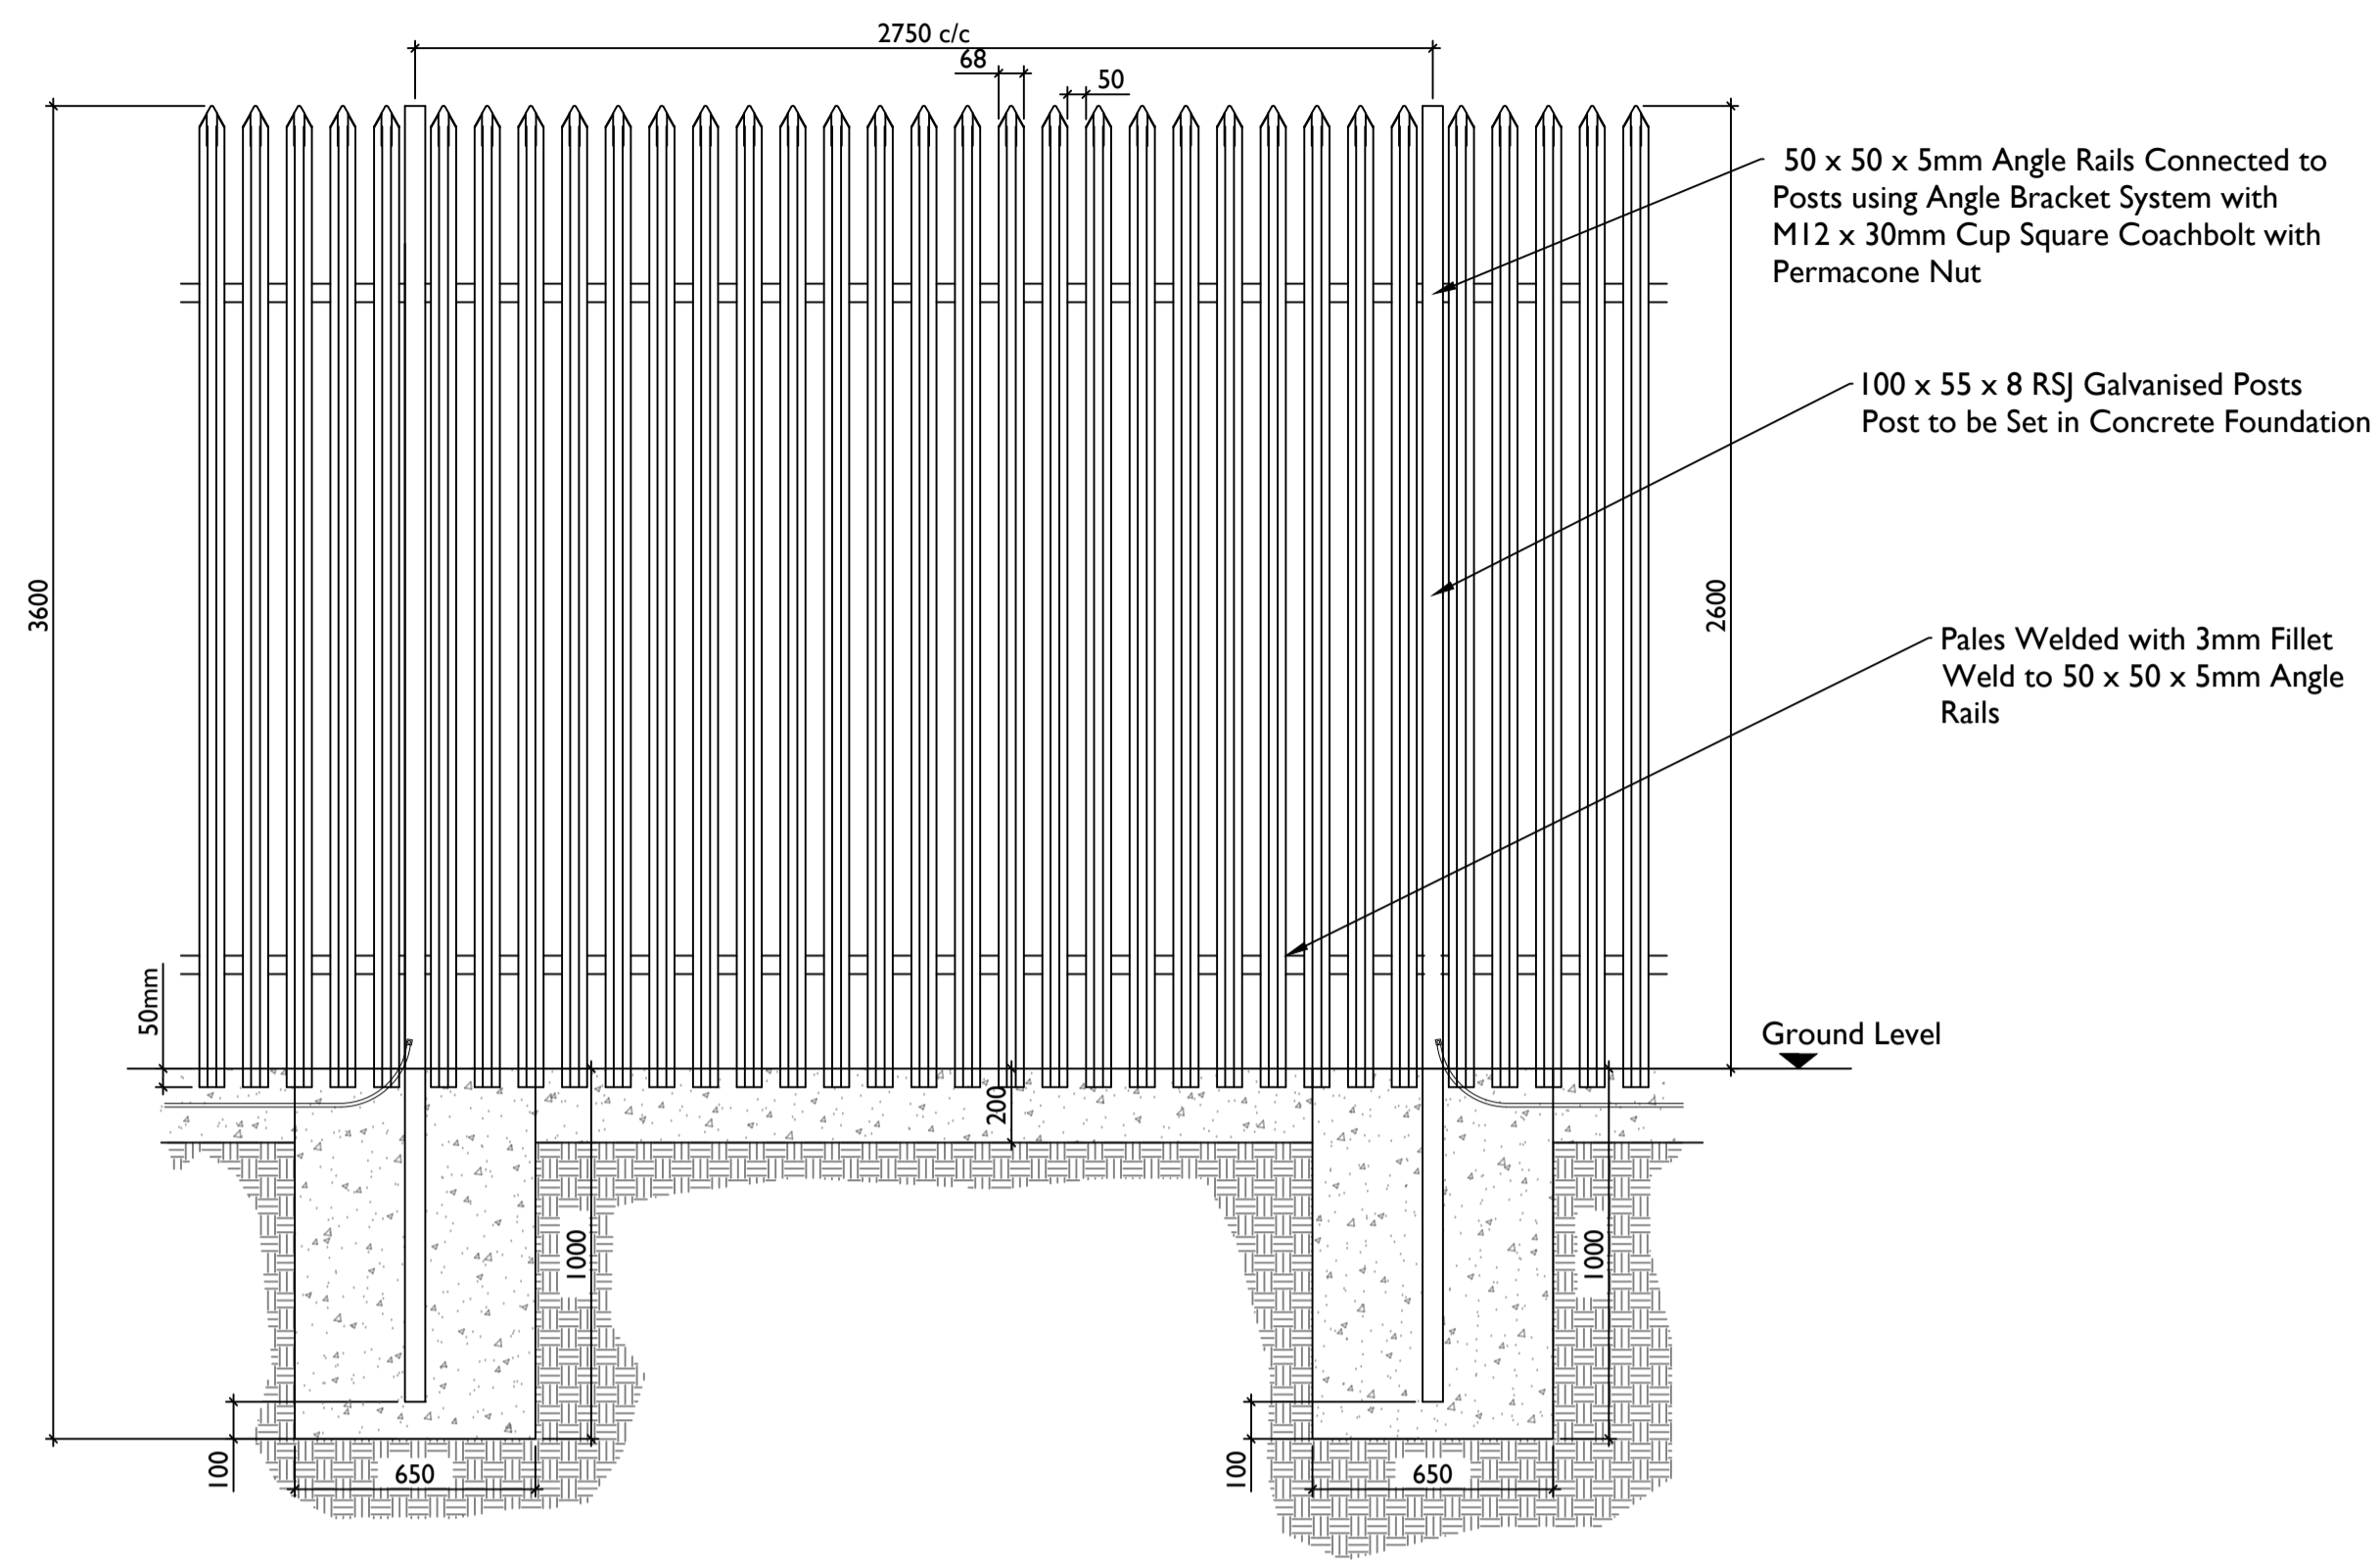 2750 c/c
68
50
50 x 50 x 5mm Angle Rails Connected to
Posts using Angle Bracket System with
M12 x 30mm Cup Square Coachbolt with
Permacone Nut
100 x 55 x 8 RSJ Galvanised Posts
Post to be Set in Concrete Foundation
3600
2600
Pales Welded with 3mm Fillet
Weld to 50 x 50 x 5mm Angle
Rails
50mm
Ground Level
200
1000
1000
100
650
100
650